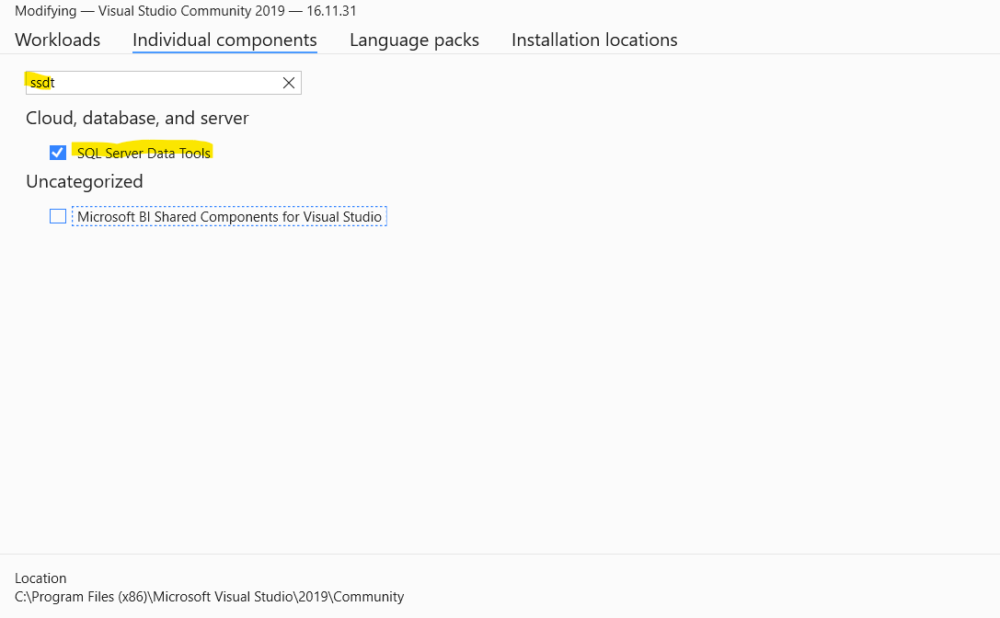 Modifying — Visual Studio Community 2019 — 16.11.31
Workloads Individual components Language packs Installation locations
ssdt
Cloud, database, and server
SQL Server Data Tools
Uncategorized
Microsoft BI Shared Components for Visual Studio
Location
C:\Program Files (x86)\Microsoft Visual Studio\2019\Community